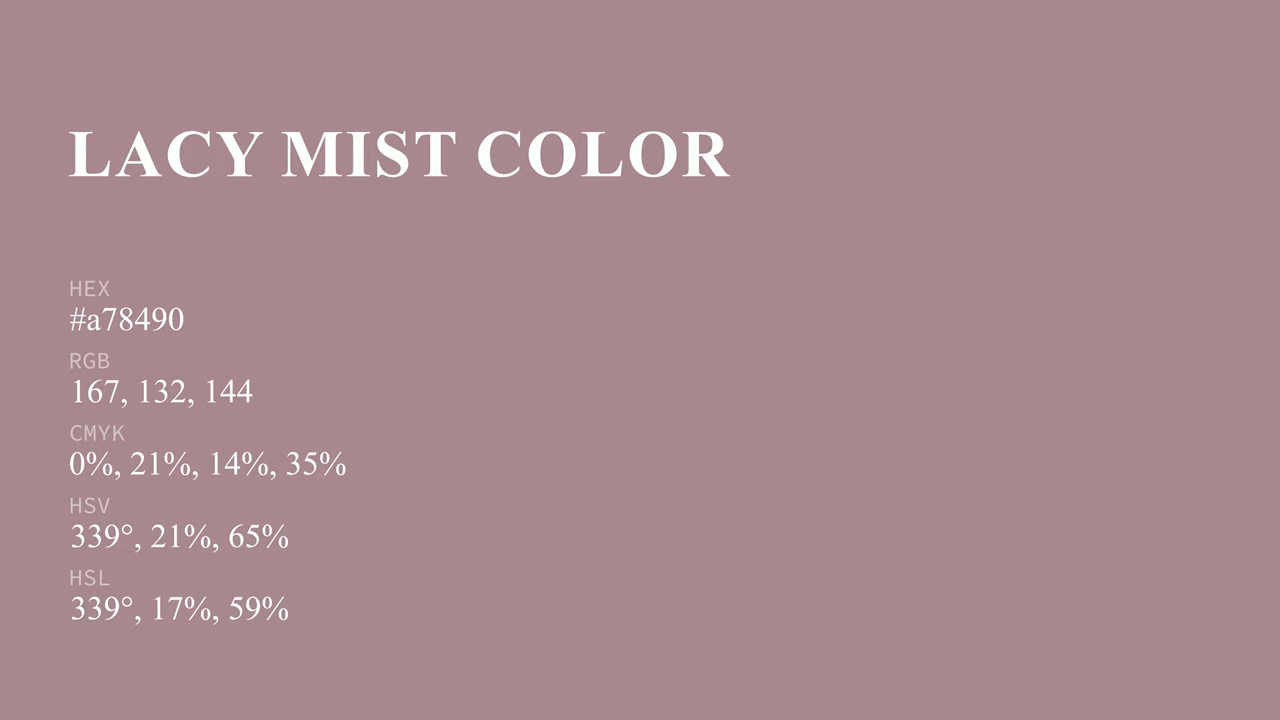 LACY MIST COLOR
HEX
#a78490
RGB
167, 132, 144
CMYK
0%, 21%, 14%, 35%
HSV
339°, 21%, 65%
HSL
339°, 17%, 59%